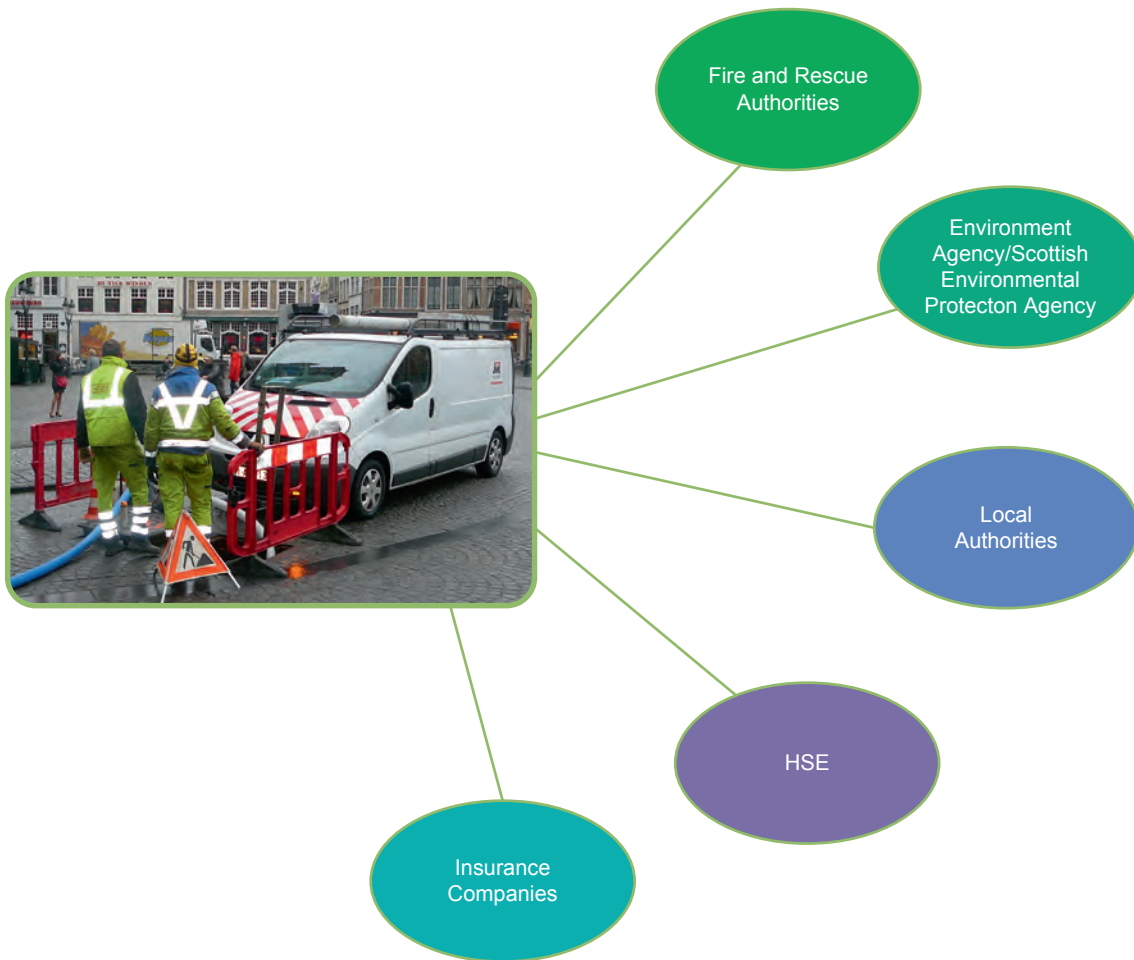 Fire and Rescue
Authorities
Environment
Agency/Scottish
Environmental
Protecton Agency
Local
Authorities
HSE
Insurance
Companies